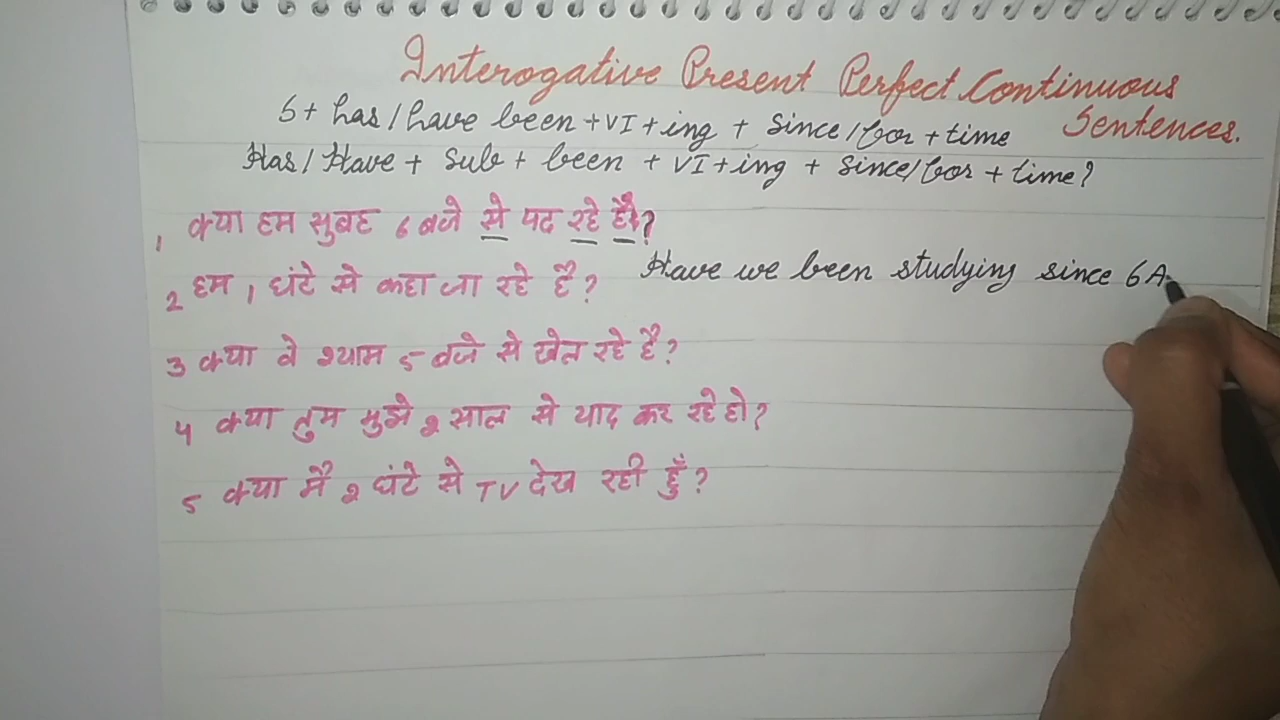 Interogative Present Perfect Continuous
Sentences.
S + has / have been + VI + ing + since / for + time
Has / Have + sub + been + VI + ing + since / for + time ?
1 क्या हम सुबह 6 बजे से पढ रहे हैं ?
Have we been studying since 6 A
2 हम 1 घंटे से कहा जा रहे है ?
3 क्या वे श्याम 5 बजे से खेल रहे है ?
4 क्या तुम मुझे २ साल से याद कर रहे हो ?
5 क्या मै २ घंटे से TV देख रही हूँ ?